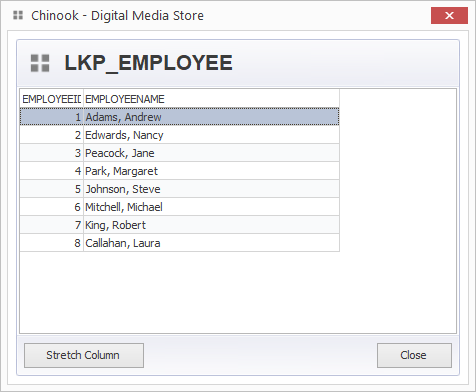 Chinook - Digital Media Store
LKP_EMPLOYEE
EMPLOYEEID EMPLOYEENAME
1 Adams, Andrew
2 Edwards, Nancy
3 Peacock, Jane
4 Park, Margaret
5 Johnson, Steve
6 Mitchell, Michael
7 King, Robert
8 Callahan, Laura
Stretch Column Close